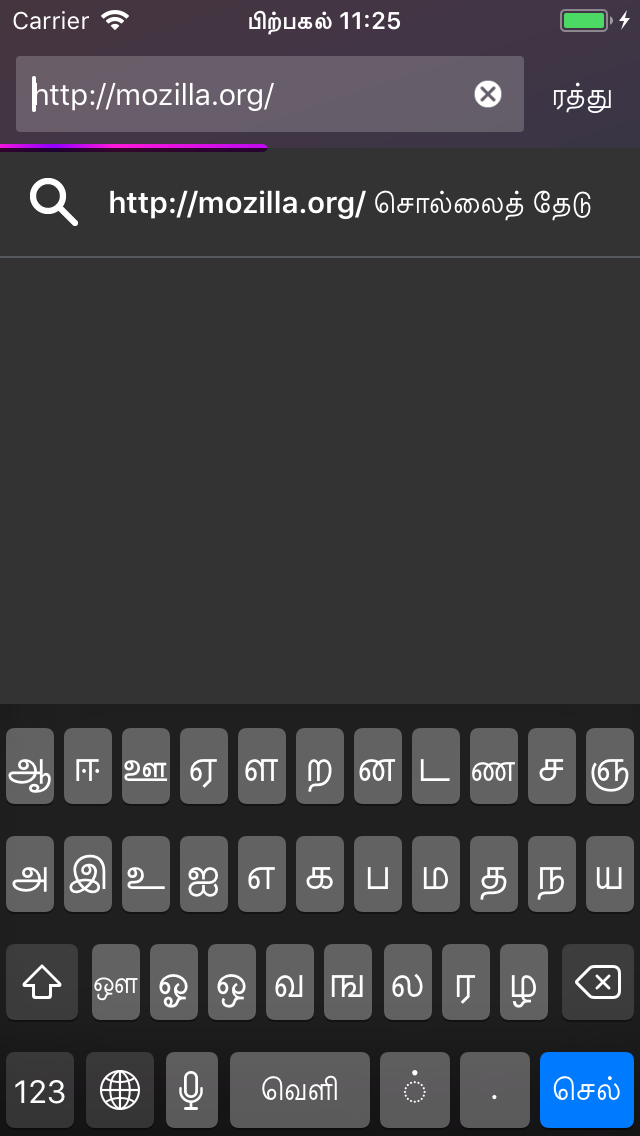 Carrier பிற்பகல் 11:25
http://mozilla.org/ ரத்து
http://mozilla.org/ சொல்லைத் தேடு
ஆ ஈ ஊ ஏ ள ற ன ட ண ச ஞ
அ இ உ ஐ எ க ப ம த ந ய
ஔ ஓ ஒ வ ங ல ர ழ
123 வெளி ் . செல்